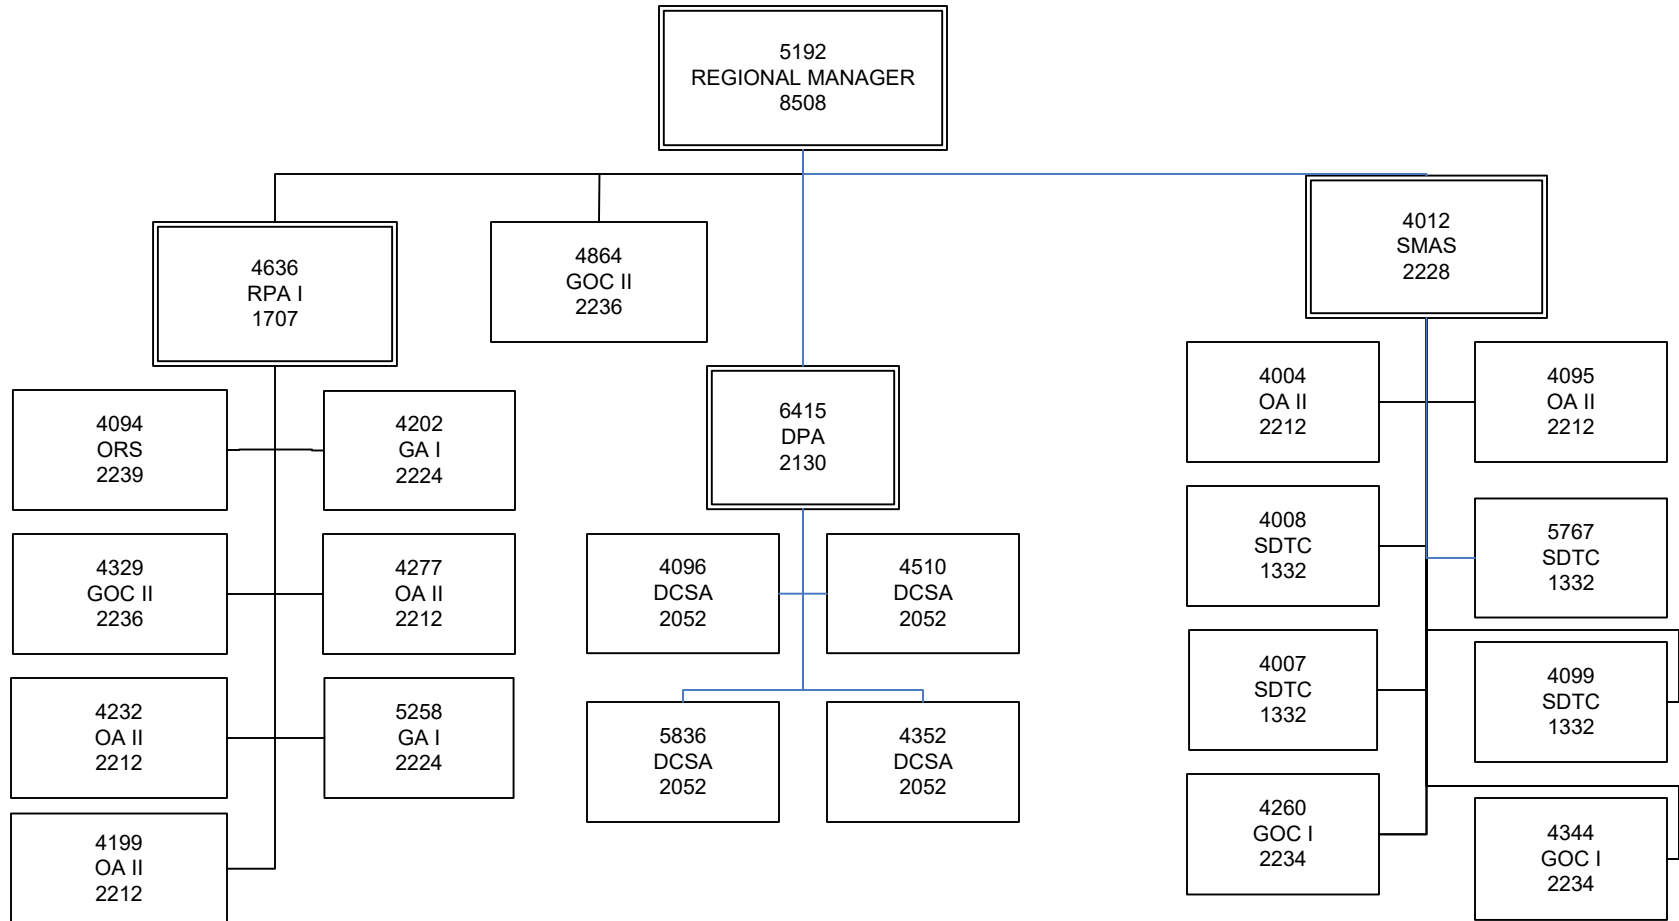 5192
REGIONAL MANAGER
8508
4636
RPA I
1707
4864
GOC II
2236
4012
SMAS
2228
4094
ORS
2239
4202
GA I
2224
4329
GOC II
2236
4277
OA II
2212
4232
OA II
2212
5258
GA I
2224
4199
OA II
2212
6415
DPA
2130
4096
DCSA
2052
4510
DCSA
2052
5836
DCSA
2052
4352
DCSA
2052
4004
OA II
2212
4095
OA II
2212
4008
SDTC
1332
5767
SDTC
1332
4007
SDTC
1332
4099
SDTC
1332
4260
GOC I
2234
4344
GOC I
2234